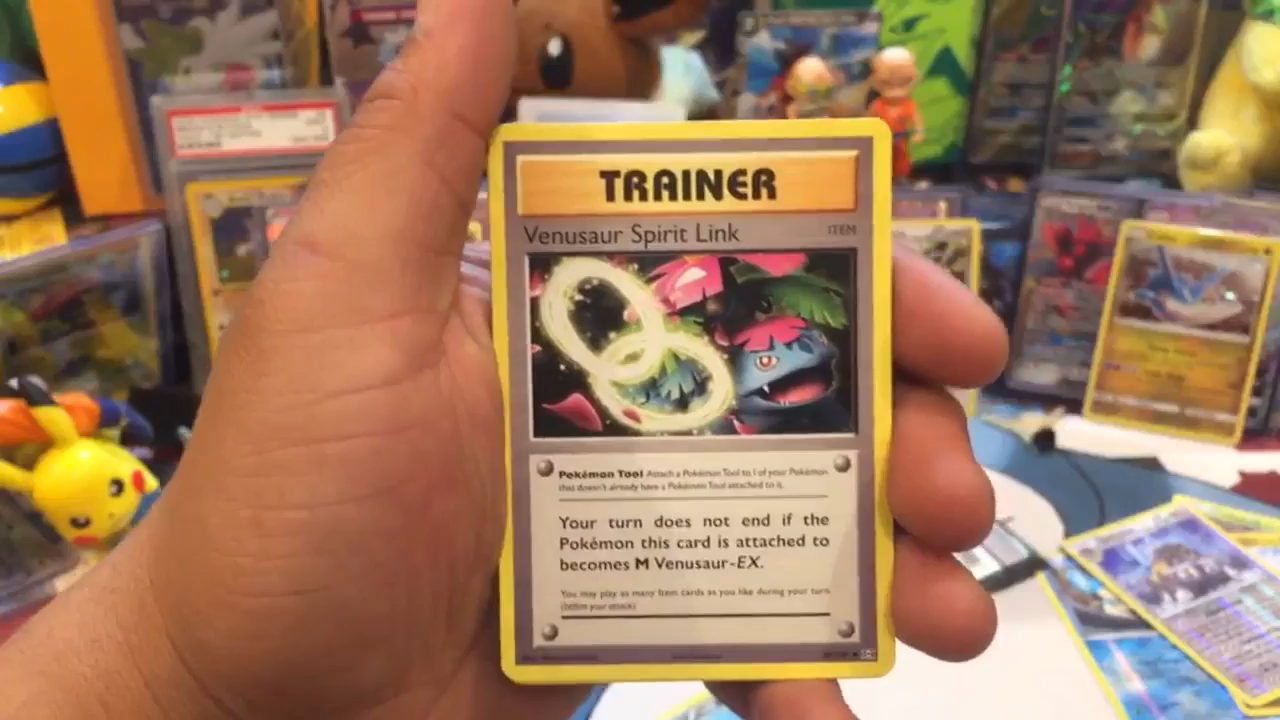 TRAINER
Venusaur Spirit Link ITEM
Pokémon Tool Attach a Pokémon Tool to 1 of your Pokémon
that doesn't already have a Pokémon Tool attached to it.
Your turn does not end if the
Pokémon this card is attached to
becomes M Venusaur-EX.
You may play as many Item cards as you like during your turn
(before your attack).